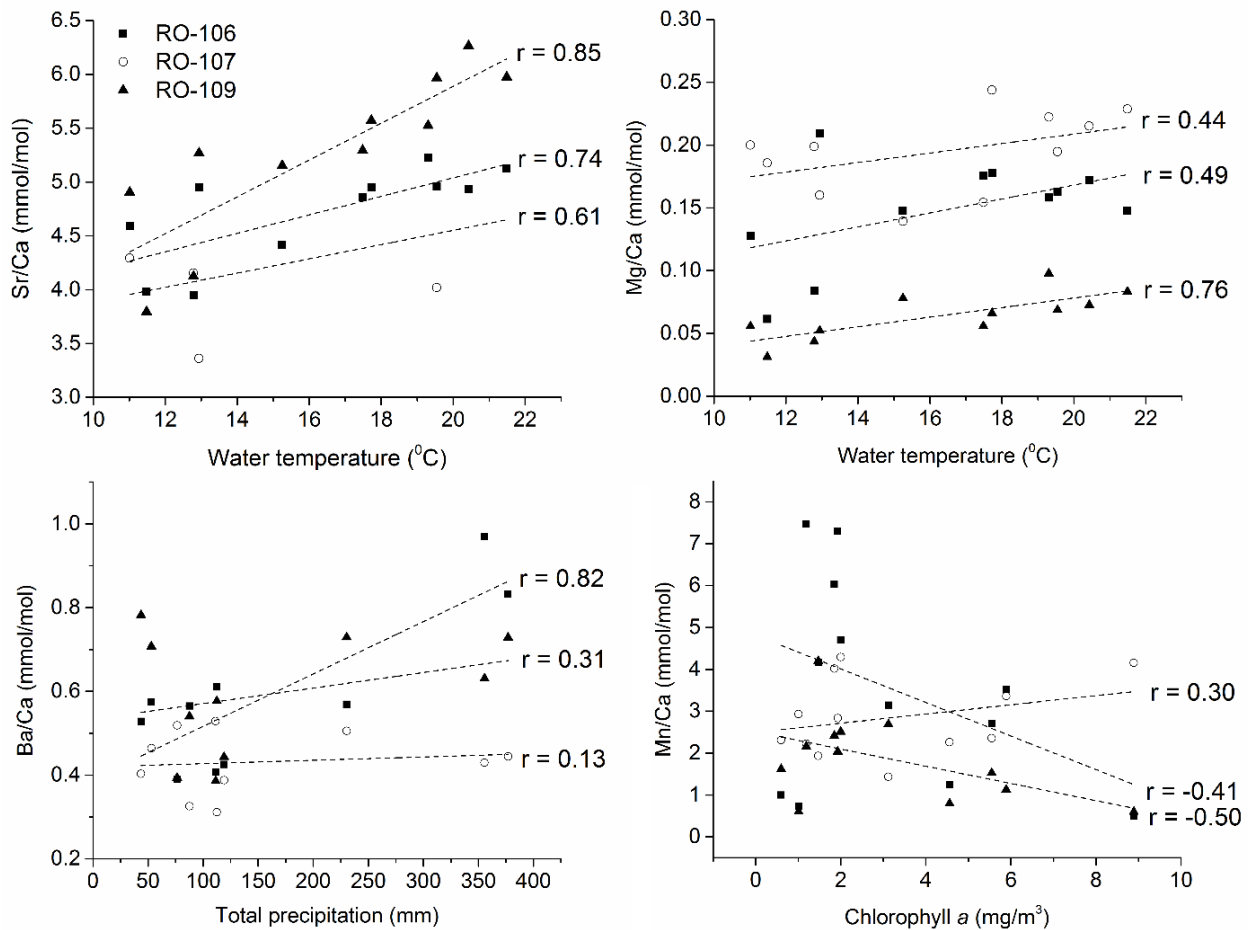 RO-106
RO-107
RO-109
r = 0.85
r = 0.74
r = 0.61
6.5
6.0
5.5
5.0
4.5
4.0
3.5
3.0
Sr/Ca (mmol/mol)
10 12 14 16 18 20 22
Water temperature (⁰C)
0.30
0.25
0.20
0.15
0.10
0.05
0.00
Mg/Ca (mmol/mol)
r = 0.44
r = 0.49
r = 0.76
10 12 14 16 18 20 22
Water temperature (⁰C)
1.0
0.8
0.6
0.4
0.2
Ba/Ca (mmol/mol)
r = 0.82
r = 0.31
r = 0.13
0 50 100 150 200 250 300 350 400
Total precipitation (mm)
8
7
6
5
4
3
2
1
0
Mn/Ca (mmol/mol)
r = 0.30
r = -0.41
r = -0.50
0 2 4 6 8 10
Chlorophyll a (mg/m³)